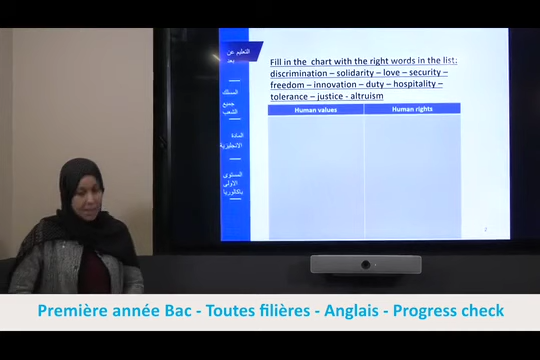 التعليم عن
بعد
المسلك
جميع
الشعب
المادة
الانجليزية
المستوى
الاولى
باكالوريا
Fill in the chart with the right words in the list:
discrimination – solidarity – love – security –
freedom – innovation – duty – hospitality –
tolerance – justice - altruism
Human values
Human rights
Première année Bac - Toutes filières - Anglais - Progress check